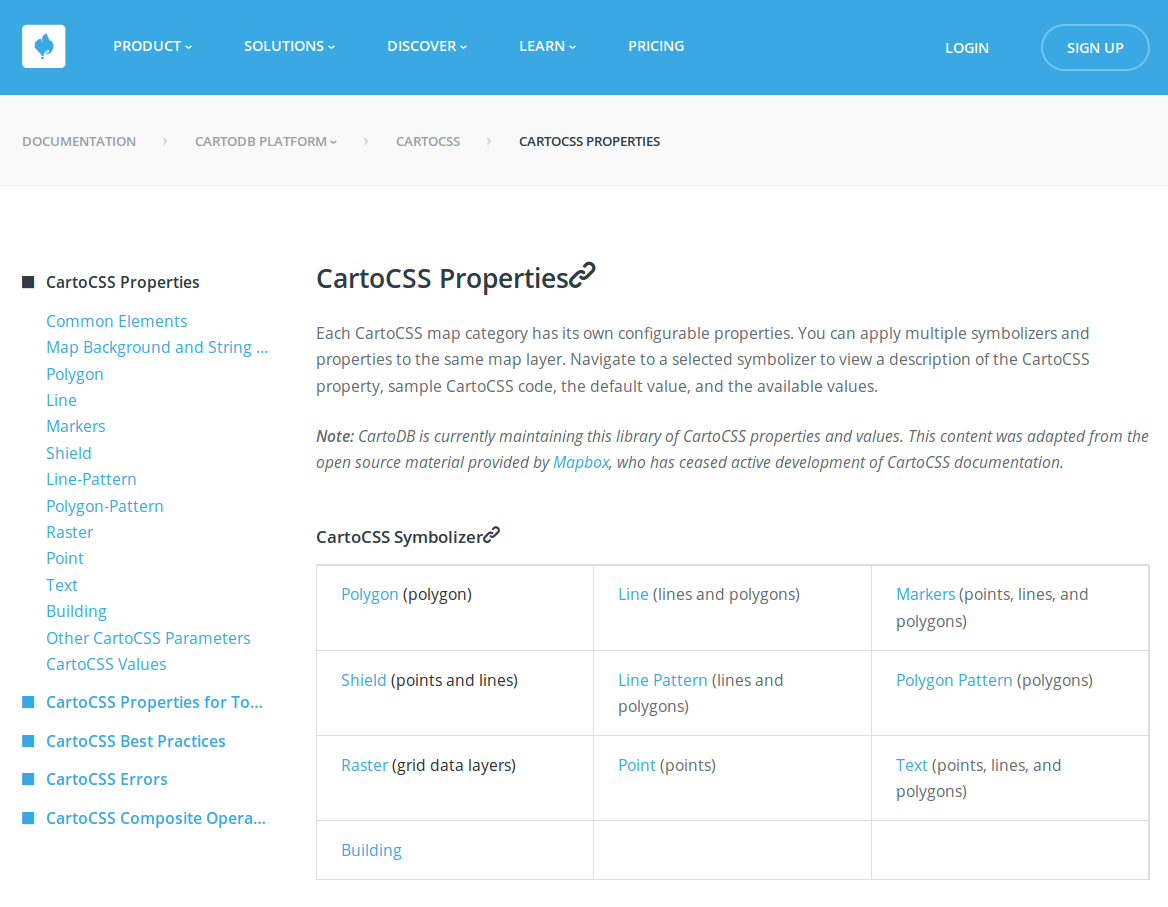 PRODUCT
SOLUTIONS
DISCOVER
LEARN
PRICING
LOGIN
SIGN UP
DOCUMENTATION › CARTODB PLATFORM › CARTOCSS › CARTOCSS PROPERTIES
CartoCSS Properties
Common Elements
Map Background and String ...
Polygon
Line
Markers
Shield
Line-Pattern
Polygon-Pattern
Raster
Point
Text
Building
Other CartoCSS Parameters
CartoCSS Values
CartoCSS Properties for To...
CartoCSS Best Practices
CartoCSS Errors
CartoCSS Composite Opera...
CartoCSS Properties
Each CartoCSS map category has its own configurable properties. You can apply multiple symbolizers and
properties to the same map layer. Navigate to a selected symbolizer to view a description of the CartoCSS
property, sample CartoCSS code, the default value, and the available values.
Note: CartoDB is currently maintaining this library of CartoCSS properties and values. This content was adapted from the
open source material provided by Mapbox, who has ceased active development of CartoCSS documentation.
CartoCSS Symbolizer
Polygon (polygon)
Line (lines and polygons)
Markers (points, lines, and
polygons)
Shield (points and lines)
Line Pattern (lines and
polygons)
Polygon Pattern (polygons)
Raster (grid data layers)
Point (points)
Text (points, lines, and
polygons)
Building